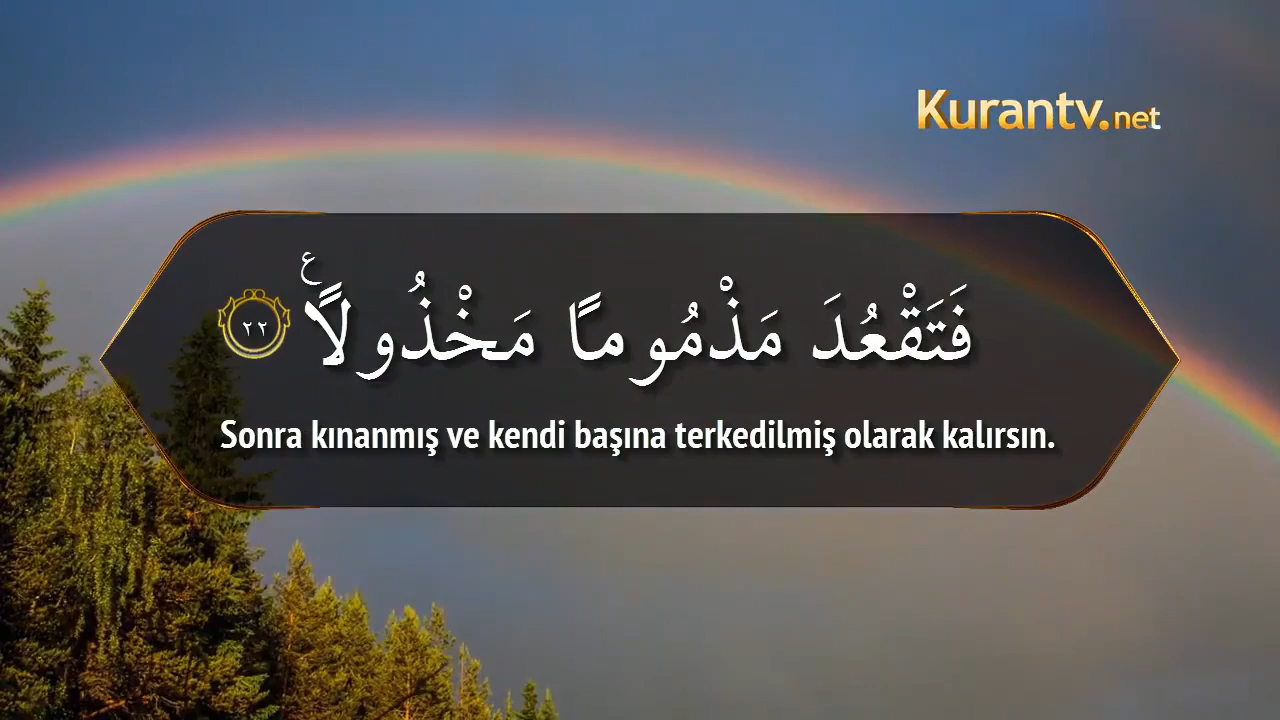 Kurantv.net
فَتَقْعُدَ مَذْمُومًا مَخْذُولًاۧ ﴿٢٢﴾
Sonra kınanmış ve kendi başına terkedilmiş olarak kalırsın.